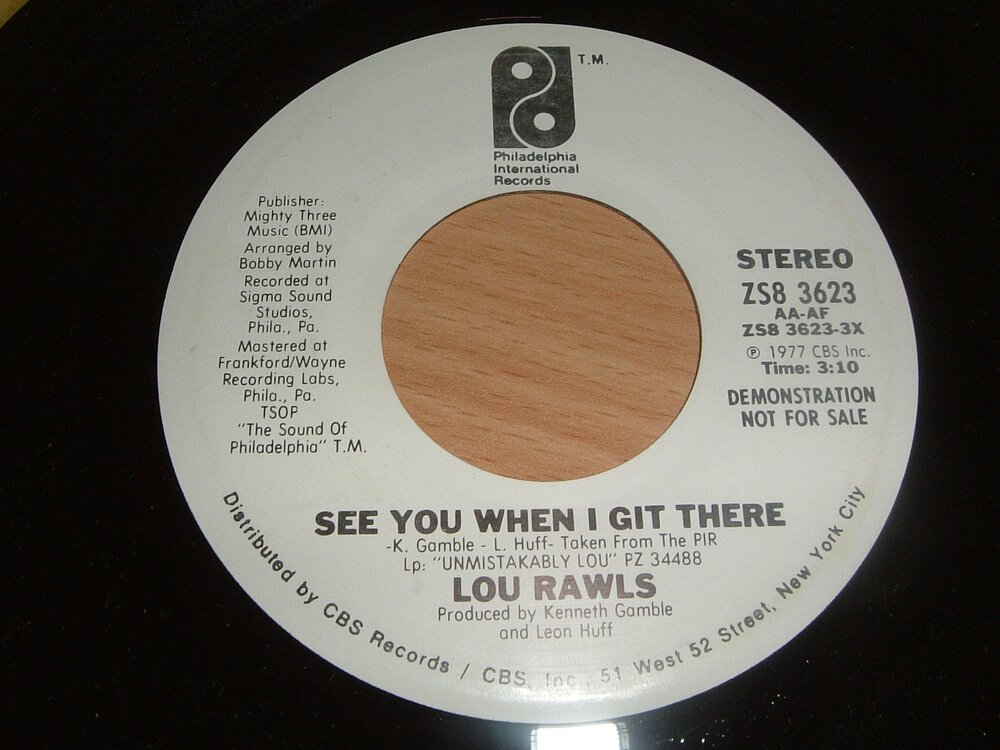 T.M.
Philadelphia
International
Records
Publisher:
Mighty Three
Music (BMI)
Arranged by
Bobby Martin
Recorded at
Sigma Sound
Studios,
Phila., Pa.
Mastered at
Frankford/Wayne
Recording Labs,
Phila., Pa.
TSOP
"The Sound Of
Philadelphia" T.M.
STEREO
ZS8 3623
AA-AF
ZS8 3623-3X
℗ 1977 CBS Inc.
Time: 3:10
DEMONSTRATION
NOT FOR SALE
SEE YOU WHEN I GIT THERE
-K. Gamble - L. Huff- Taken From The PIR
Lp: "UNMISTAKABLY LOU" PZ 34488
LOU RAWLS
Produced by Kenneth Gamble
and Leon Huff
Distributed by CBS Records / CBS, Inc., 51 West 52 Street, New York City